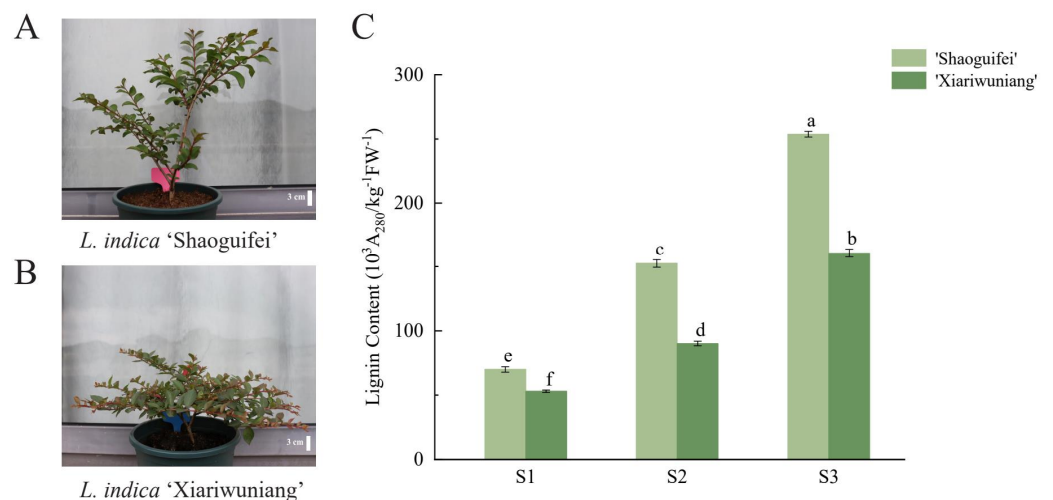 A
3 cm
L. indica ‘Shaoguifei’
B
3 cm
L. indica ‘Xiariwuniang’
C
'Shaoguifei'
'Xiariwuniang'
Lignin Content (10³A₂₈₀/kg⁻¹FW⁻¹)
300
200
100
0
e
f
c
d
a
b
S1
S2
S3